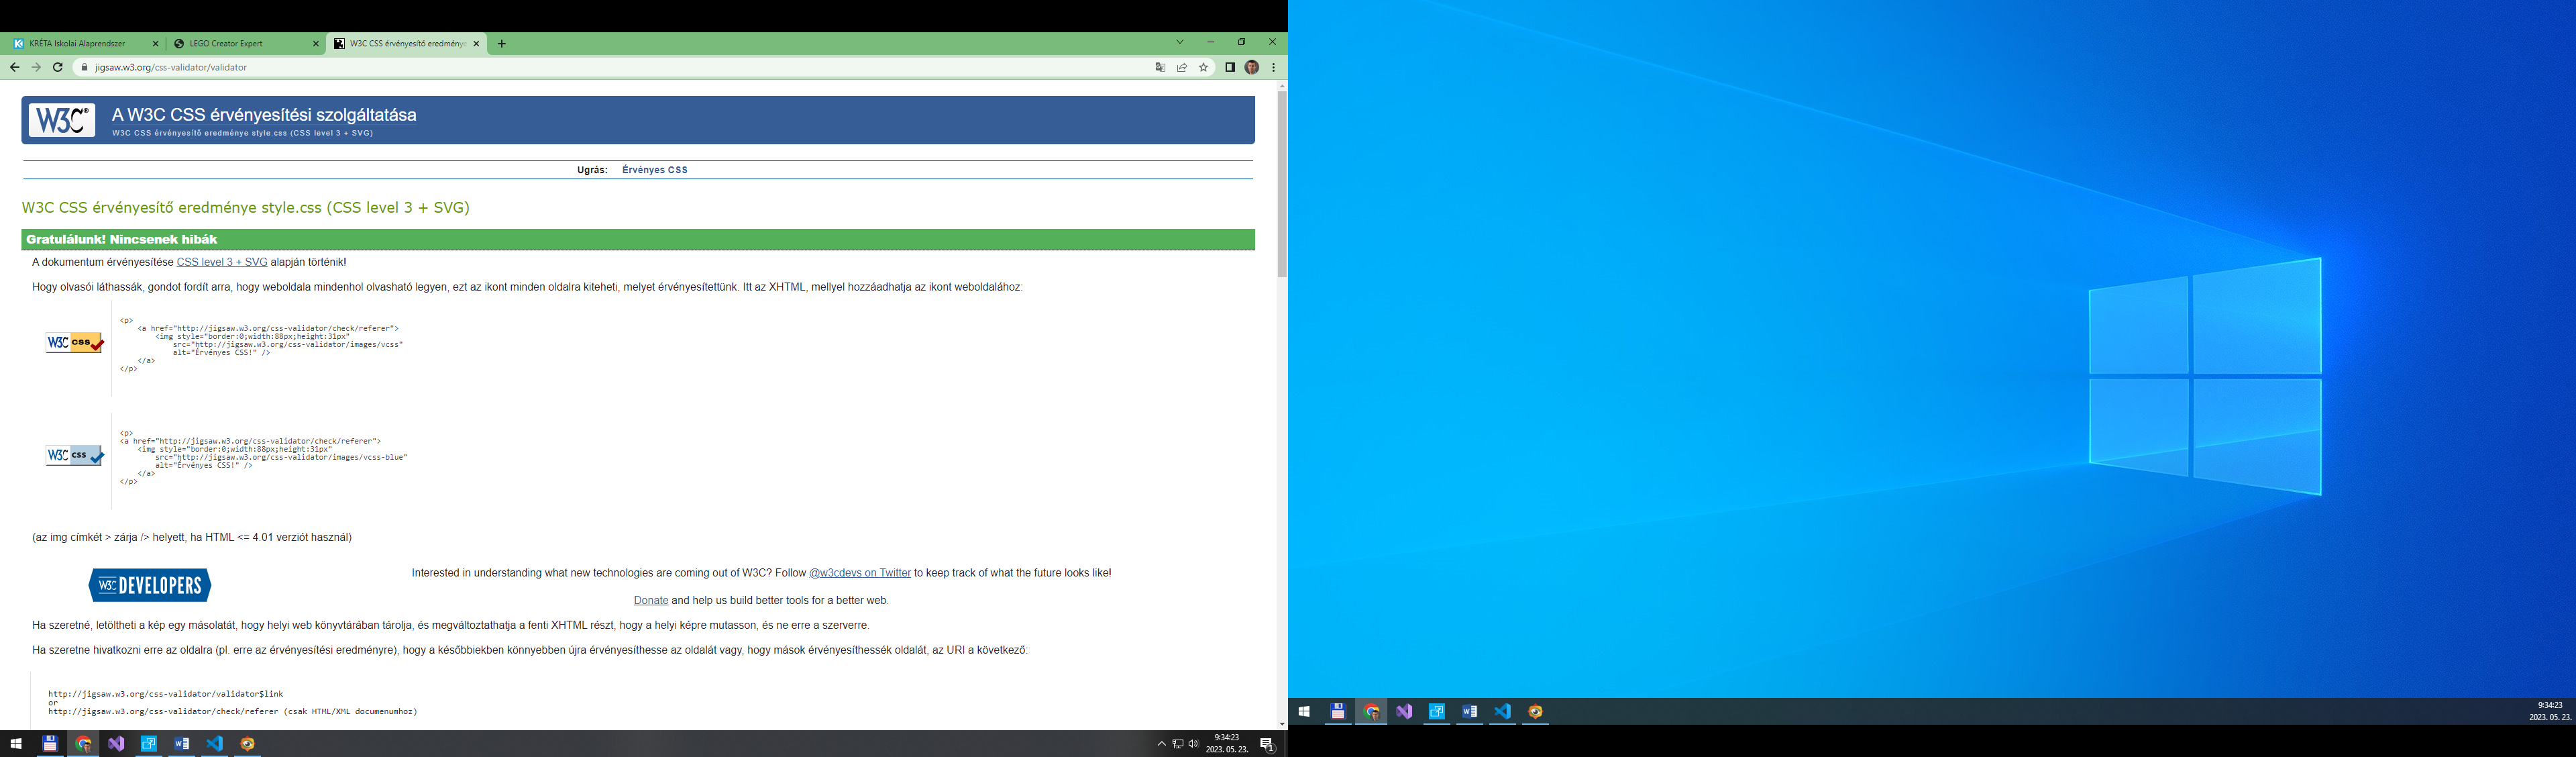 KRÉTA Iskolai Alaprendszer
LEGO Creator Expert
W3C CSS érvényesítő eredménye
jigsaw.w3.org/css-validator/validator
W3C®
A W3C CSS érvényesítési szolgáltatása
W3C CSS érvényesítő eredménye style.css (CSS level 3 + SVG)
Ugrás: Érvényes CSS
W3C CSS érvényesítő eredménye style.css (CSS level 3 + SVG)
Gratulálunk! Nincsenek hibák
A dokumentum érvényesítése CSS level 3 + SVG alapján történik!
Hogy olvasói láthassák, gondot fordít arra, hogy weboldala mindenhol olvasható legyen, ezt az ikont minden oldalra kiteheti, melyet érvényesítettünk. Itt az XHTML, mellyel hozzáadhatja az ikont weboldalához:
W3C css
<p>
<a href="http://jigsaw.w3.org/css-validator/check/referer">
<img style="border:0;width:88px;height:31px"
src="http://jigsaw.w3.org/css-validator/images/vcss"
alt="Érvényes CSS!" />
</a>
</p>
W3C css
<p>
<a href="http://jigsaw.w3.org/css-validator/check/referer">
<img style="border:0;width:88px;height:31px"
src="http://jigsaw.w3.org/css-validator/images/vcss-blue"
alt="Érvényes CSS!" />
</a>
</p>
(az img címkét > zárja /> helyett, ha HTML <= 4.01 verziót használ)
W3C DEVELOPERS
Interested in understanding what new technologies are coming out of W3C? Follow @w3cdevs on Twitter to keep track of what the future looks like!
Donate and help us build better tools for a better web.
Ha szeretné, letöltheti a kép egy másolatát, hogy helyi web könyvtárában tárolja, és megváltoztathatja a fenti XHTML részt, hogy a helyi képre mutasson, és ne erre a szerverre.
Ha szeretne hivatkozni erre az oldalra (pl. erre az érvényesítési eredményre), hogy a későbbiekben könnyebben újra érvényesíthesse az oldalát vagy, hogy mások érvényesíthessék oldalát, az URI a következő:
http://jigsaw.w3.org/css-validator/validator$link
or
http://jigsaw.w3.org/css-validator/check/referer (csak HTML/XML documenumhoz)
9:34:23
2023. 05. 23.
1
9:34:23
2023. 05. 23.